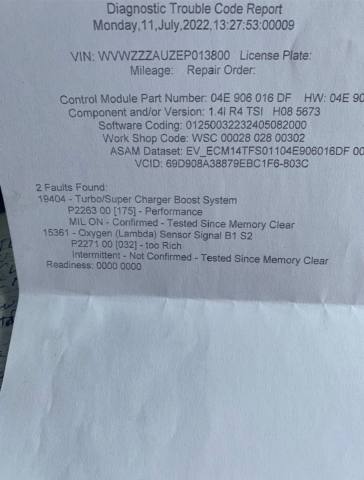 Diagnostic Trouble Code Report
Monday,11,July,2022,13:27:53:00009
VIN: WVWZZZAUZEP013800 License Plate:
Mileage: Repair Order:
Control Module Part Number: 04E 906 016 DF HW: 04E 90
Component and/or Version: 1.4l R4 TSI H08 5673
Software Coding: 01250032232405082000
Work Shop Code: WSC 00028 028 00302
ASAM Dataset: EV_ECM14TFS01104E906016DF 00
VCID: 69D908A38879EBC1F6-803C
2 Faults Found:
19404 - Turbo/Super Charger Boost System
P2263 00 [175] - Performance
MIL ON - Confirmed - Tested Since Memory Clear
15361 - Oxygen (Lambda) Sensor Signal B1 S2
P2271 00 [032] - too Rich
Intermittent - Not Confirmed - Tested Since Memory Clear
Readiness: 0000 0000